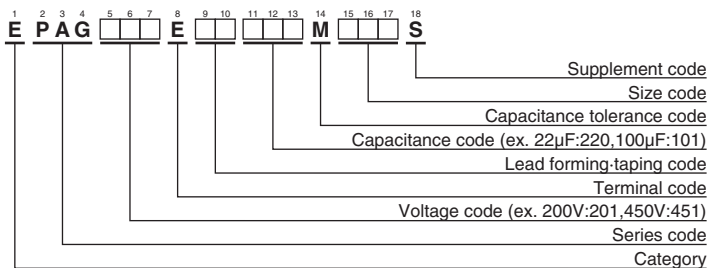 1 2 3 4 5 6 7 8 9 10 11 12 13 14 15 16 17 18
E PAG E M S
Supplement code
Size code
Capacitance tolerance code
Capacitance code (ex. 22μF:220,100μF:101)
Lead forming·taping code
Terminal code
Voltage code (ex. 200V:201,450V:451)
Series code
Category